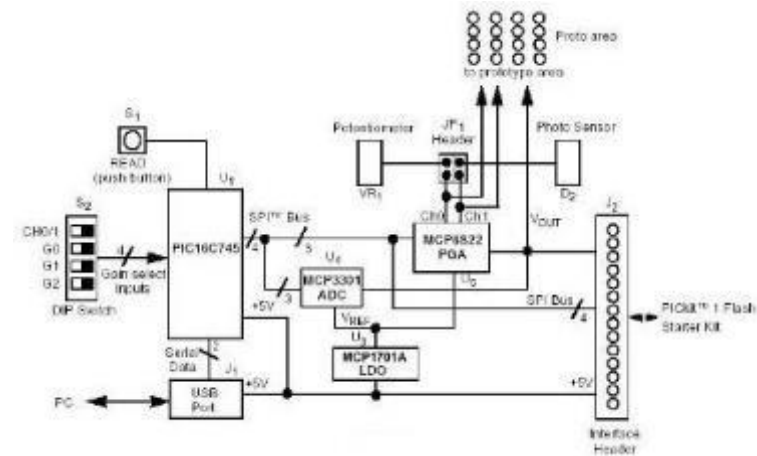 Proto area
to prototype area
S1
READ
(push button)
Potentiometer
VR1
JP1
Header
Photo Sensor
D2
S2
CH0/1
G0
G1
G2
DIP Switch
4
Gain select
inputs
PIC16C745
SPI™ Bus
4
3
U4
MCP3301
ADC
VREF
U3
MCP1701A
LDO
Ch0
Ch1
MCP6S22
PGA
U5
VOUT
J2
SPI Bus
4
PICkit™ 1 Flash
Starter Kit
+5V
2
Serial
Data
J1
USB
Port
PC
+5V
+5V
Interface
Header